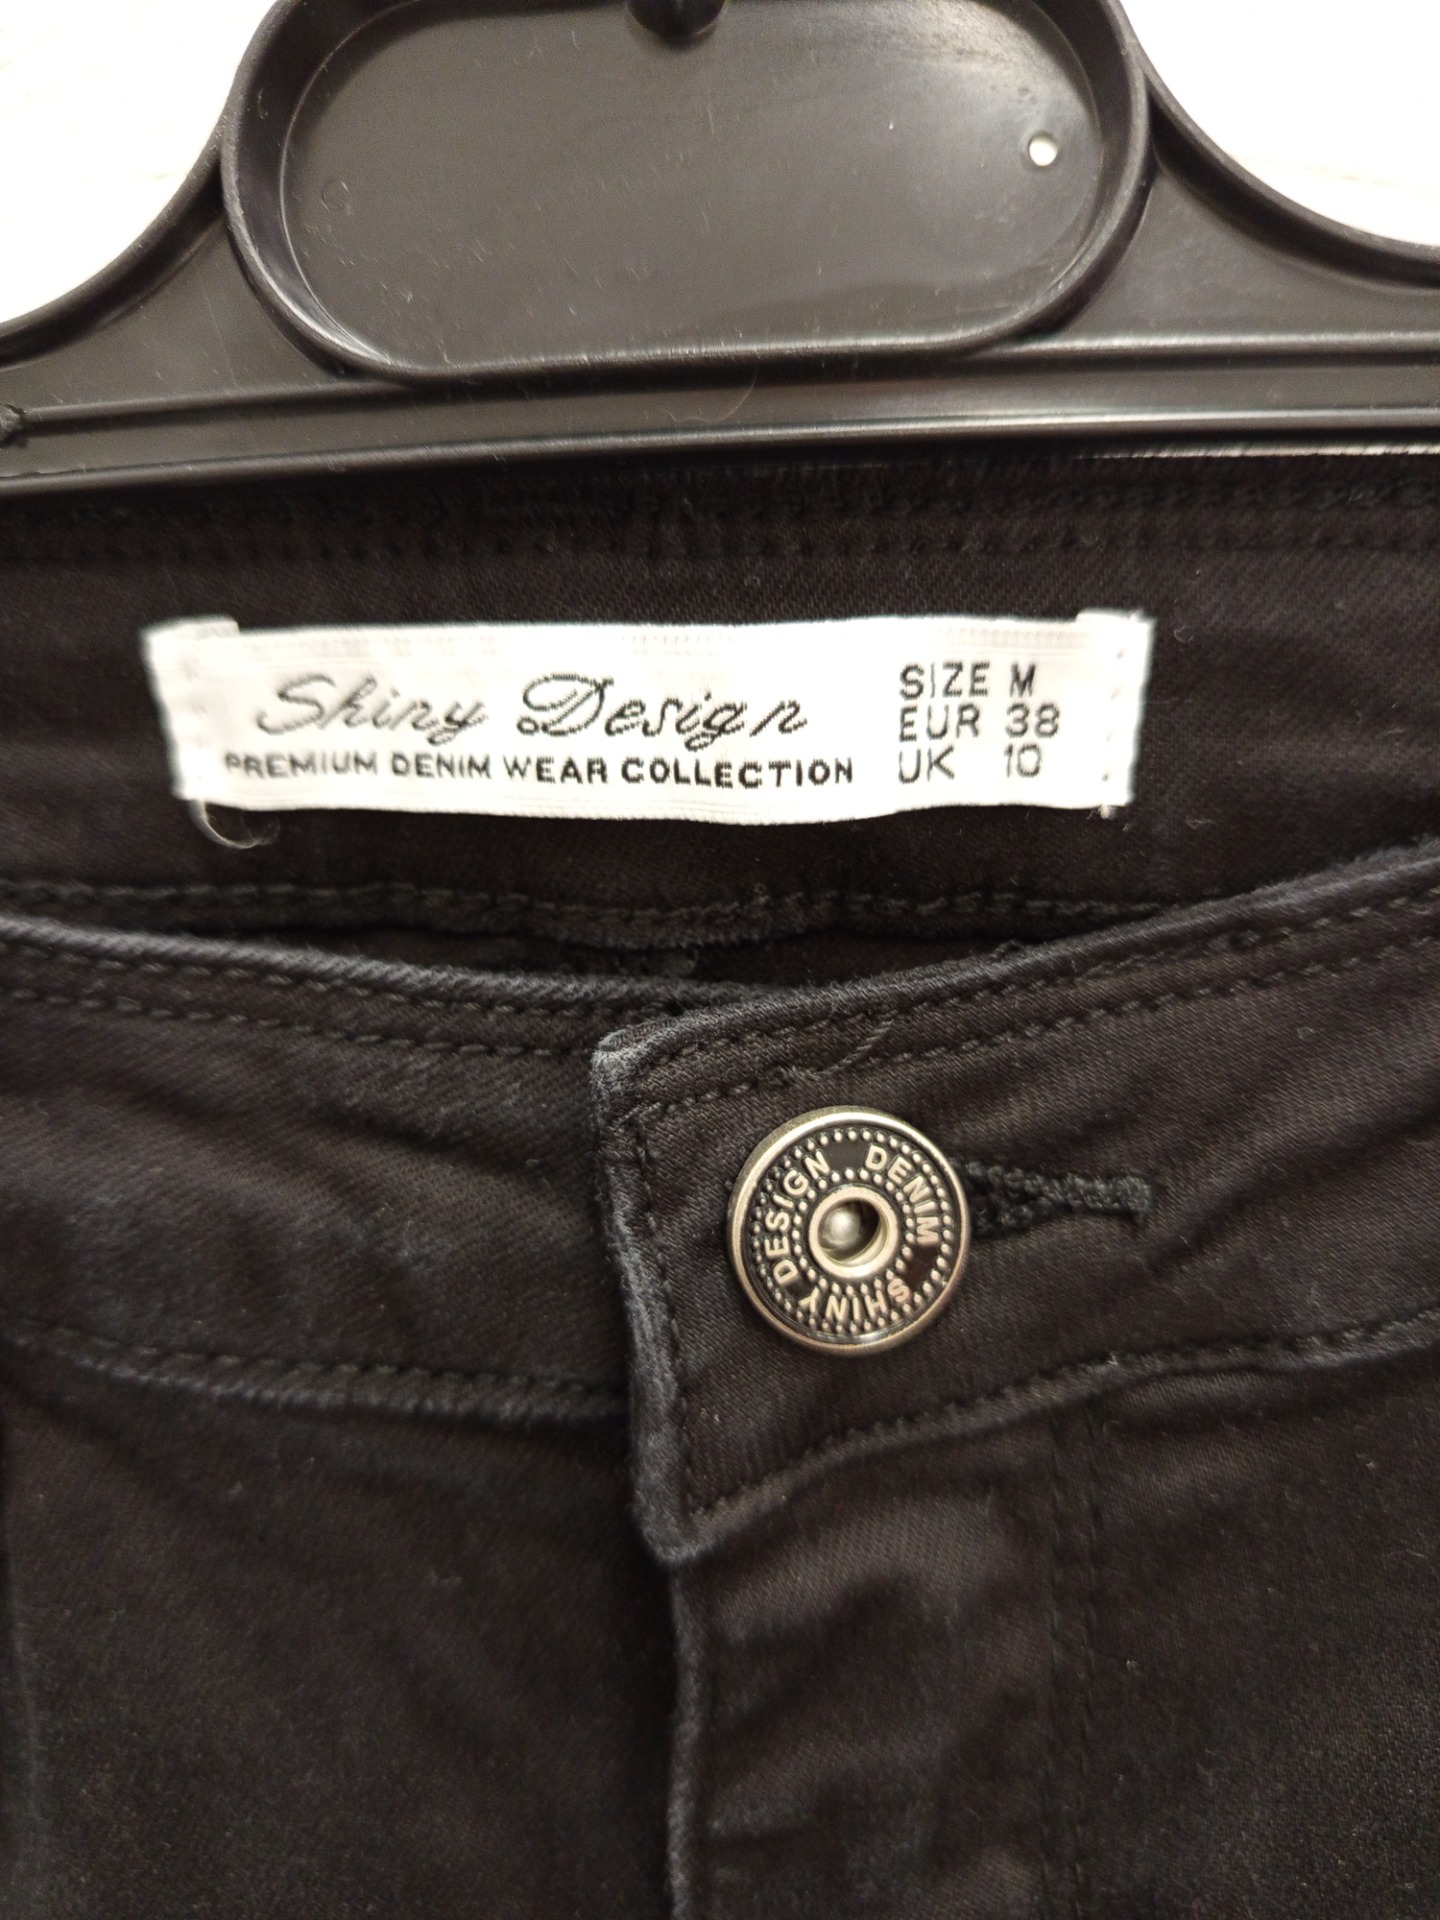 Shiny Design
PREMIUM DENIM WEAR COLLECTION
SIZE M
EUR 38
UK 10
SHINY DESIGN DENIM